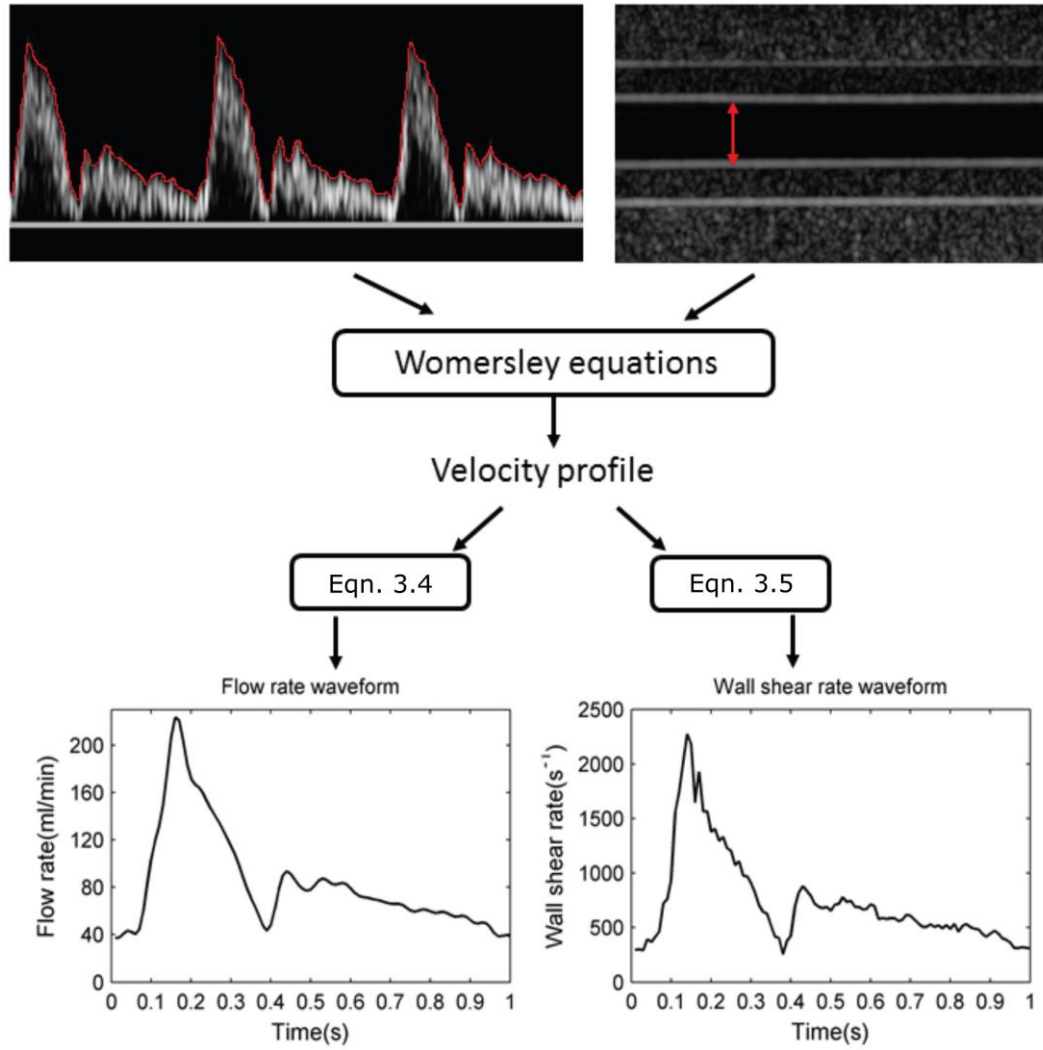 Womersley equations
Velocity profile
Eqn. 3.4
Eqn. 3.5
Flow rate waveform
Flow rate(ml/min)
200
160
120
80
40
0
0 0.1 0.2 0.3 0.4 0.5 0.6 0.7 0.8 0.9 1
Time(s)
Wall shear rate waveform
Wall shear rate(s⁻¹)
2500
2000
1500
1000
500
0
0 0.1 0.2 0.3 0.4 0.5 0.6 0.7 0.8 0.9 1
Time(s)